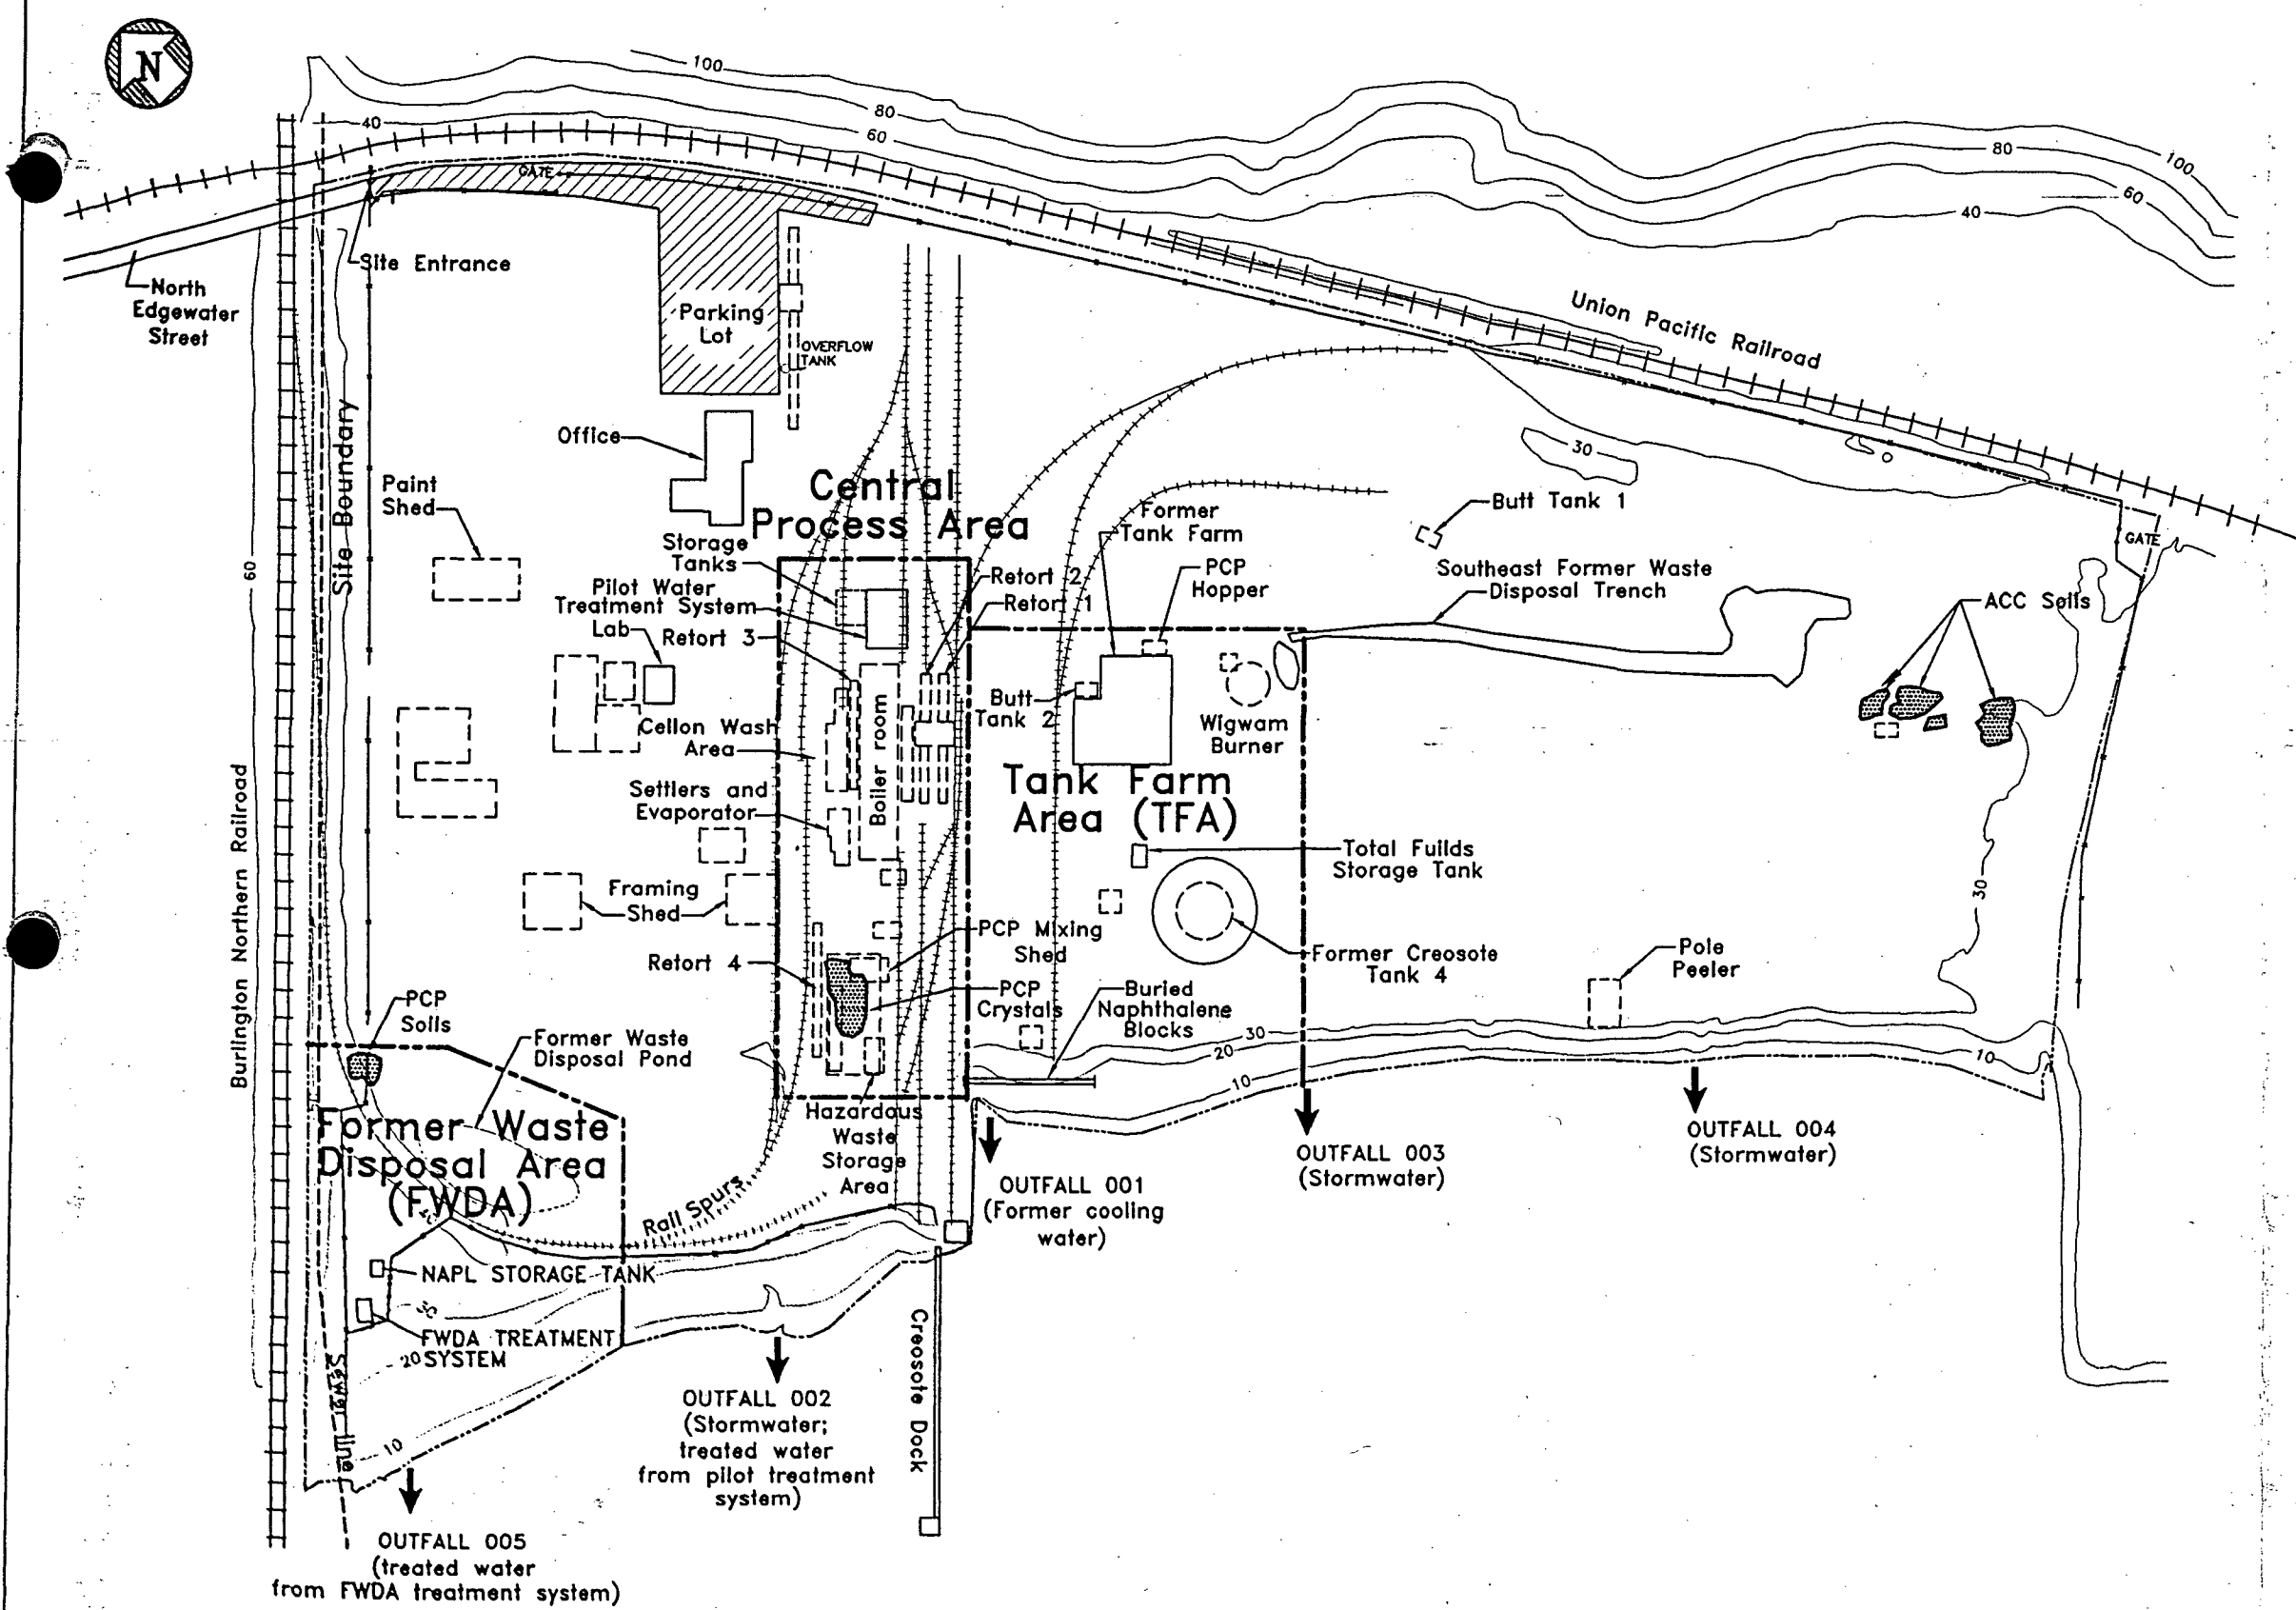 N
100
80
60
40
80
100
60
40
GATE
Site Entrance
North
Edgewater
Street
Parking
Lot
OVERFLOW
TANK
Union Pacific Railroad
Office
Site Boundary
Paint
Shed
60
Central
Process Area
Storage
Tanks
Pilot Water
Treatment System
Lab
Retort 3
Retort 2
Retort 1
Former
Tank Farm
PCP
Hopper
30
Butt Tank 1
Southeast Former Waste
Disposal Trench
GATE
ACC Soils
Butt
Tank 2
Wigwam
Burner
Cellon Wash
Area
Boiler room
Settlers and
Evaporator
Tank Farm
Area (TFA)
Total Fuilds
Storage Tank
Burlington Northern Railroad
Framing
Shed
30
PCP Mixing
Shed
Former Creosote
Tank 4
Pole
Peeler
Retort 4
PCP
Crystals
Buried
Naphthalene
Blocks
PCP
Soils
Former Waste
Disposal Pond
30
20
10
10
Hazardous
Waste
Storage
Area
Former Waste
Disposal Area
(FWDA)
OUTFALL 004
(Stormwater)
OUTFALL 003
(Stormwater)
OUTFALL 001
(Former cooling
water)
Rail Spurs
40
NAPL STORAGE TANK
30
FWDA TREATMENT
SYSTEM
20
Sewer line
10
Creosote Dock
OUTFALL 002
(Stormwater;
treated water
from pilot treatment
system)
OUTFALL 005
(treated water
from FWDA treatment system)